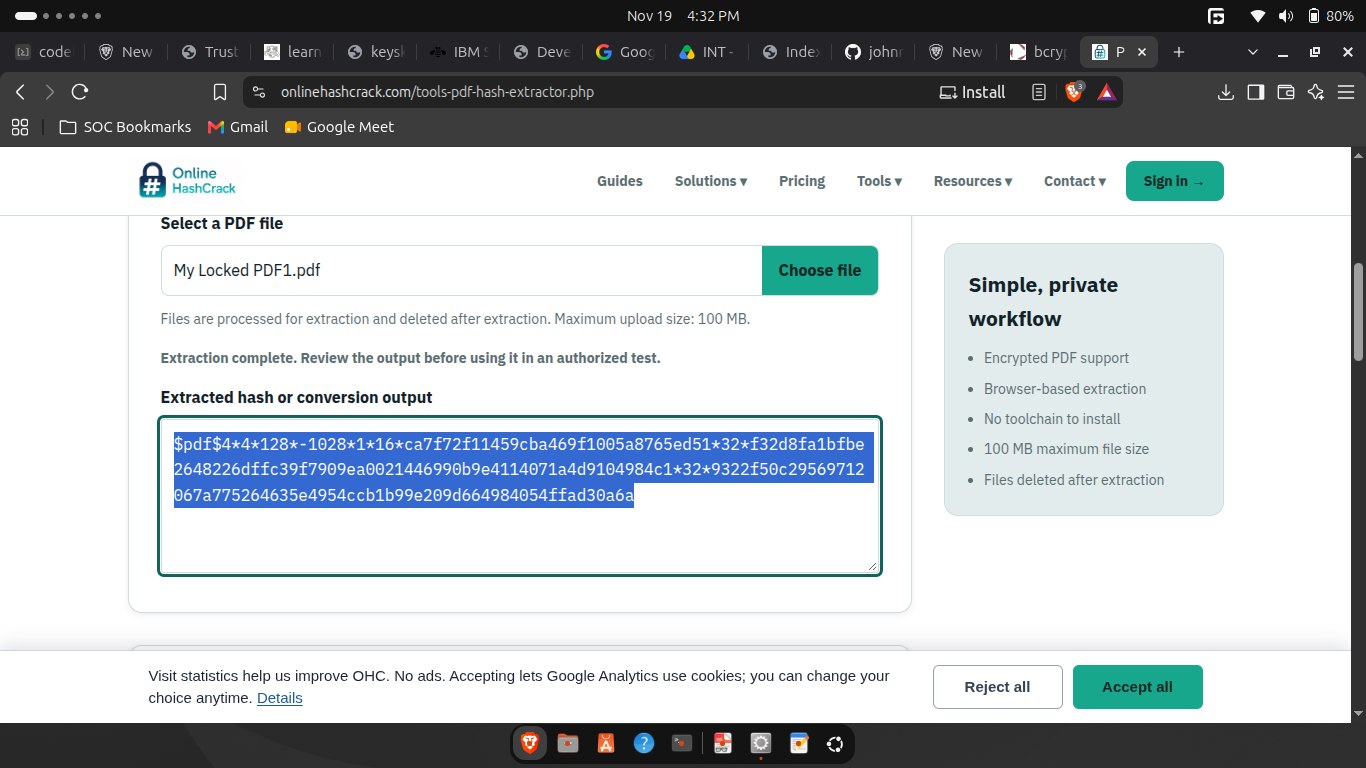 Nov 19 4:32 PM
80%
code
New
Trust
learn
keysl
IBM S
Deve
Goog
INT -
Index
johnr
New
bcryp
P
onlinehashcrack.com/tools-pdf-hash-extractor.php
Install
3
SOC Bookmarks
Gmail
Google Meet
Online
HashCrack
Guides
Solutions ▾
Pricing
Tools ▾
Resources ▾
Contact ▾
Sign in →
Select a PDF file
My Locked PDF1.pdf
Choose file
Files are processed for extraction and deleted after extraction. Maximum upload size: 100 MB.
Extraction complete. Review the output before using it in an authorized test.
Extracted hash or conversion output
$pdf$4*4*128*-1028*1*16*ca7f72f11459cba469f1005a8765ed51*32*f32d8fa1bfbe
2648226dffc39f7909ea0021446990b9e4114071a4d9104984c1*32*9322f50c29569712
067a775264635e4954ccb1b99e209d664984054ffad30a6a
Simple, private
workflow
Encrypted PDF support
Browser-based extraction
No toolchain to install
100 MB maximum file size
Files deleted after extraction
Visit statistics help us improve OHC. No ads. Accepting lets Google Analytics use cookies; you can change your
choice anytime. Details
Reject all
Accept all